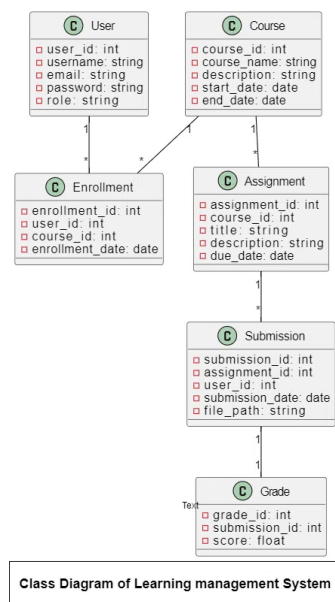 C User
user_id: int
username: string
email: string
password: string
role: string
C Course
course_id: int
course_name: string
description: string
start_date: date
end_date: date
1
1
1
*
*
*
C Enrollment
enrollment_id: int
user_id: int
course_id: int
enrollment_date: date
C Assignment
assignment_id: int
course_id: int
title: string
description: string
due_date: date
1
*
C Submission
submission_id: int
assignment_id: int
user_id: int
submission_date: date
file_path: string
1
1
C Grade
Text
grade_id: int
submission_id: int
score: float
Class Diagram of Learning management System